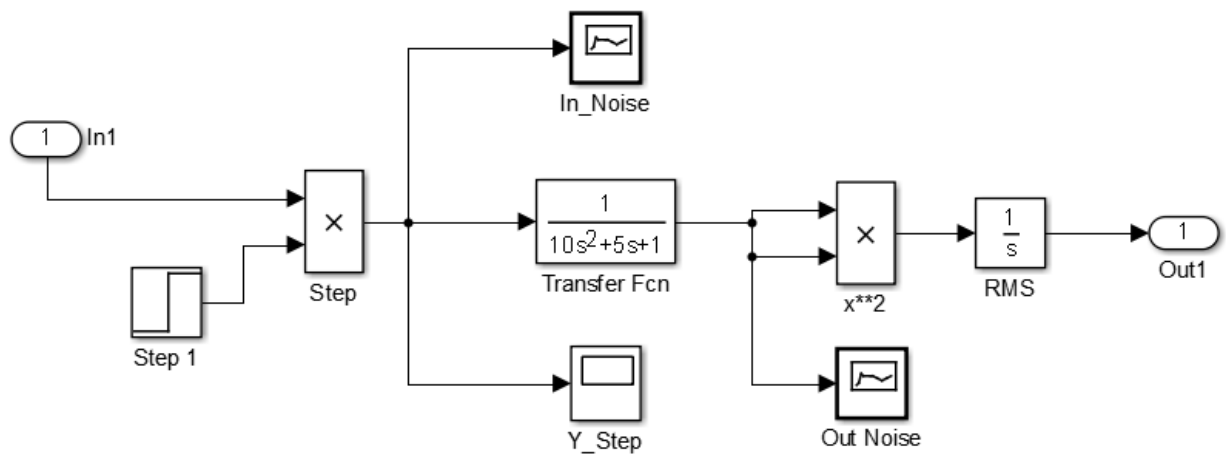 In_Noise
1
In1
×
Step
Step 1
1
10s²+5s+1
Transfer Fcn
Y_Step
×
x**2
1
s
RMS
1
Out1
Out Noise